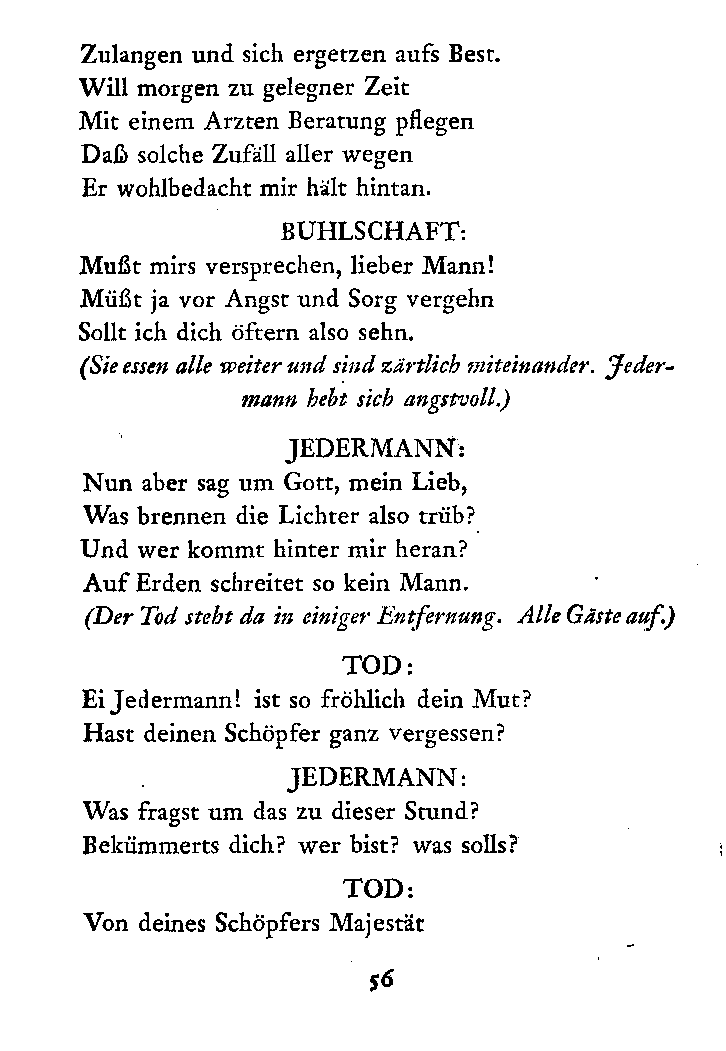 Zulangen und sich ergetzen aufs Best.
Will morgen zu gelegner Zeit
Mit einem Arzten Beratung pflegen
Daß solche Zufäll aller wegen
Er wohlbedacht mir hält hintan.
BUHLSCHAFT:
Mußt mirs versprechen, lieber Mann!
Müßt ja vor Angst und Sorg vergehn
Sollt ich dich öftern also sehn.
(Sie essen alle weiter und sind zärtlich miteinander. Jeder-
mann hebt sich angstvoll.)
JEDERMANN:
Nun aber sag um Gott, mein Lieb,
Was brennen die Lichter also trüb?
Und wer kommt hinter mir heran?
Auf Erden schreitet so kein Mann.
(Der Tod steht da in einiger Entfernung. Alle Gäste auf.)
TOD:
Ei Jedermann! ist so fröhlich dein Mut?
Hast deinen Schöpfer ganz vergessen?
JEDERMANN:
Was fragst um das zu dieser Stund?
Bekümmerts dich? wer bist? was solls?
TOD:
Von deines Schöpfers Majestät
56